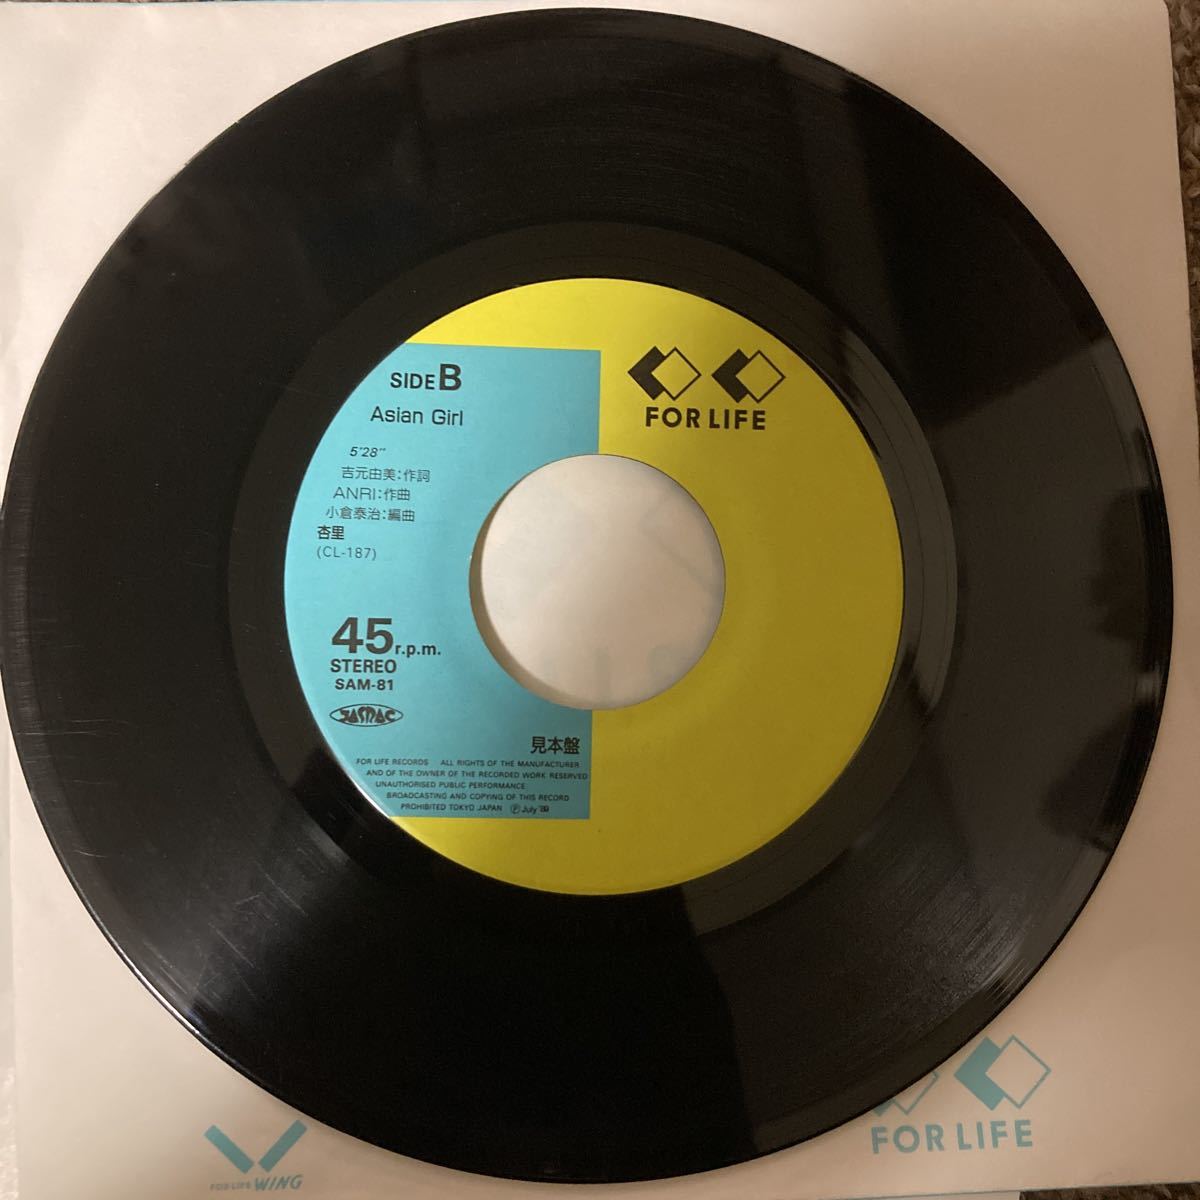 SIDE B
Asian Girl
5"28"
吉元由美:作詞
ANRI:作曲
小倉泰治:編曲
杏里
(CL-187)
FOR LIFE
45 r.p.m.
STEREO
SAM-81
JASRAC
見本盤
FOR LIFE RECORDS ALL RIGHTS OF THE MANUFACTURER
AND OF THE OWNER OF THE RECORDED WORK RESERVED
UNAUTHORISED PUBLIC PERFORMANCE
BROADCASTING AND COPYING OF THIS RECORD
PROHIBITED TOKYO JAPAN Ⓟ July '89
FOR LIFE WING
FOR LIFE